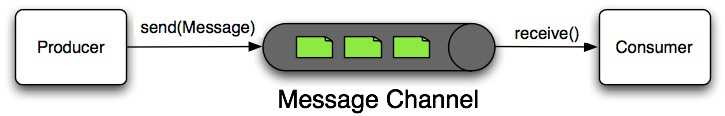 Producer
send(Message)
receive()
Consumer
Message Channel